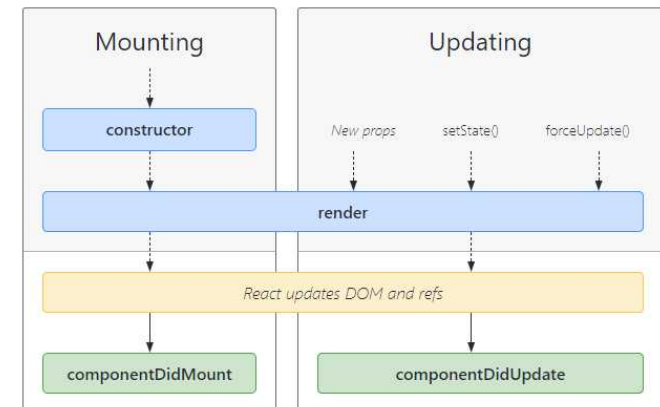 Mounting
Updating
constructor
New props
setState()
forceUpdate()
render
React updates DOM and refs
componentDidMount
componentDidUpdate